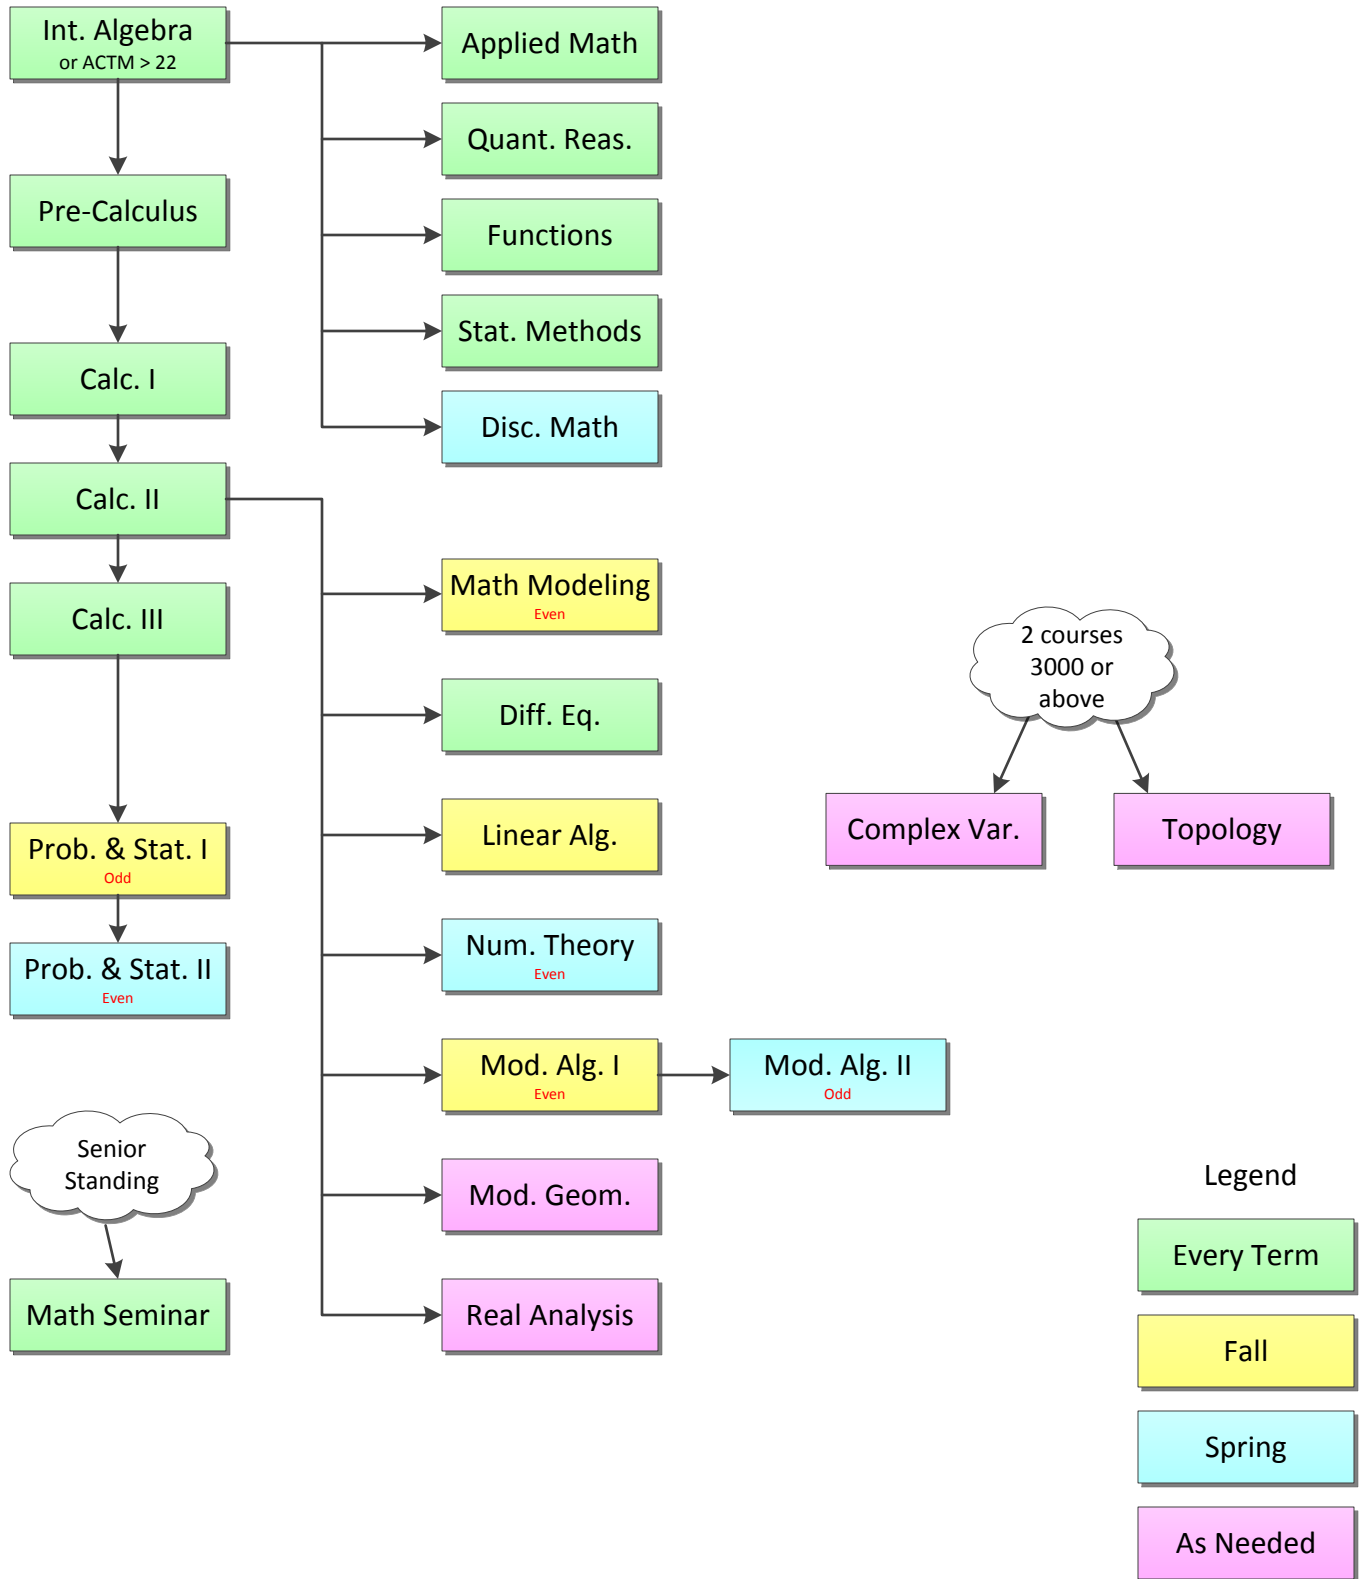 Int. Algebra
or ACTM > 22
Applied Math
Quant. Reas.
Pre-Calculus
Functions
Stat. Methods
Calc. I
Disc. Math
Calc. II
Math Modeling
Even
Calc. III
2 courses
3000 or
above
Diff. Eq.
Prob. & Stat. I
Odd
Linear Alg.
Complex Var.
Topology
Prob. & Stat. II
Even
Num. Theory
Even
Mod. Alg. I
Even
Mod. Alg. II
Odd
Senior
Standing
Mod. Geom.
Legend
Every Term
Math Seminar
Real Analysis
Fall
Spring
As Needed